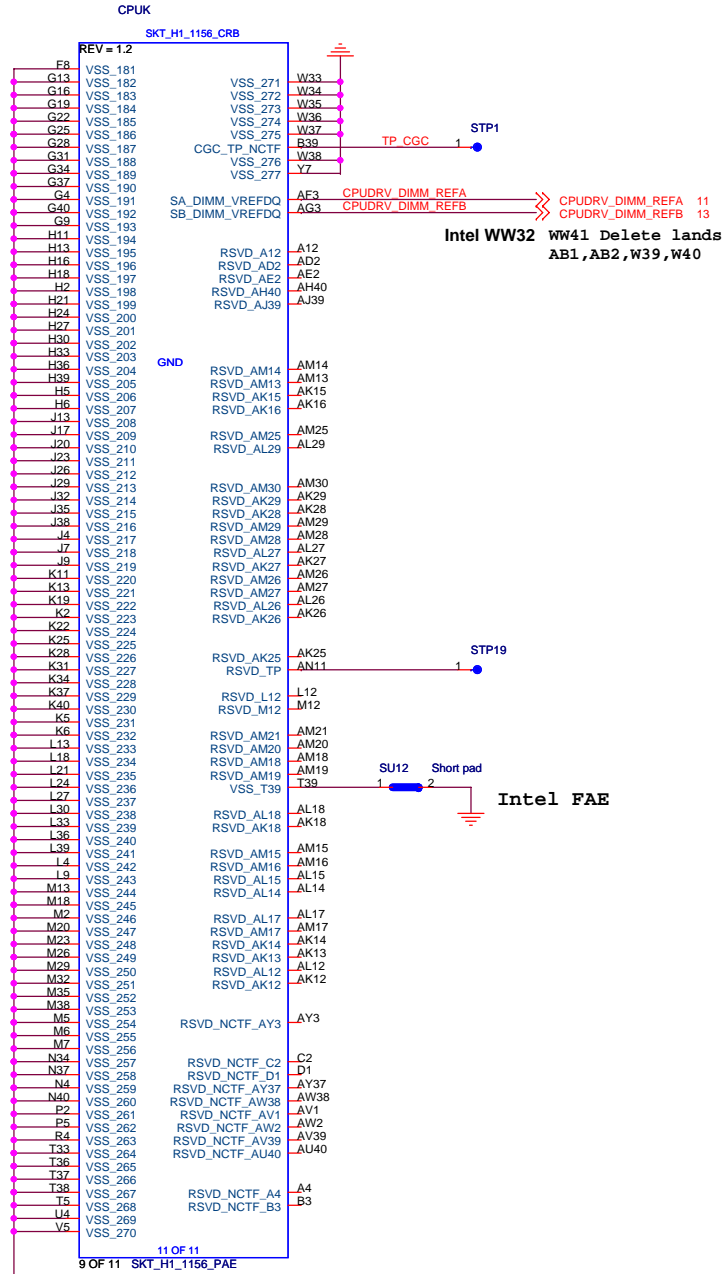 CPUK
SKT_H1_1156_CRB
REV = 1.2
F8 VSS_181
G13 VSS_182
G16 VSS_183
G19 VSS_184
G22 VSS_185
G25 VSS_186
G28 VSS_187
G31 VSS_188
G34 VSS_189
G37 VSS_190
G4 VSS_191
G40 VSS_192
G9 VSS_193
H11 VSS_194
H13 VSS_195
H16 VSS_196
H18 VSS_197
H2 VSS_198
H21 VSS_199
H24 VSS_200
H27 VSS_201
H30 VSS_202
H33 VSS_203
H36 VSS_204
H39 VSS_205
H5 VSS_206
H6 VSS_207
J13 VSS_208
J17 VSS_209
J20 VSS_210
J23 VSS_211
J26 VSS_212
J29 VSS_213
J32 VSS_214
J35 VSS_215
J38 VSS_216
J4 VSS_217
J7 VSS_218
J9 VSS_219
K11 VSS_220
K13 VSS_221
K19 VSS_222
K2 VSS_223
K22 VSS_224
K25 VSS_225
K28 VSS_226
K31 VSS_227
K34 VSS_228
K37 VSS_229
K40 VSS_230
K5 VSS_231
K6 VSS_232
L13 VSS_233
L18 VSS_234
L21 VSS_235
L24 VSS_236
L27 VSS_237
L30 VSS_238
L33 VSS_239
L36 VSS_240
L39 VSS_241
L4 VSS_242
L9 VSS_243
M13 VSS_244
M18 VSS_245
M2 VSS_246
M20 VSS_247
M23 VSS_248
M26 VSS_249
M29 VSS_250
M32 VSS_251
M35 VSS_252
M38 VSS_253
M5 VSS_254
M6 VSS_255
M7 VSS_256
N34 VSS_257
N37 VSS_258
N4 VSS_259
N40 VSS_260
P2 VSS_261
P5 VSS_262
R4 VSS_263
T33 VSS_264
T36 VSS_265
T37 VSS_266
T38 VSS_267
T5 VSS_268
U4 VSS_269
V5 VSS_270
GND
VSS_271 W33
VSS_272 W34
VSS_273 W35
VSS_274 W36
VSS_275 W37
CGC_TP_NCTF B39 TP_CGC 1 STP1
VSS_276 W38
VSS_277 Y7
SA_DIMM_VREFDQ AF3 CPUDRV_DIMM_REFA CPUDRV_DIMM_REFA 11
SB_DIMM_VREFDQ AG3 CPUDRV_DIMM_REFB CPUDRV_DIMM_REFB 13
Intel WW32 WW41 Delete lands
AB1,AB2,W39,W40
RSVD_A12 A12
RSVD_AD2 AD2
RSVD_AE2 AE2
RSVD_AH40 AH40
RSVD_AJ39 AJ39
RSVD_AM14 AM14
RSVD_AM13 AM13
RSVD_AK15 AK15
RSVD_AK16 AK16
RSVD_AM25 AM25
RSVD_AL29 AL29
RSVD_AM30 AM30
RSVD_AK29 AK29
RSVD_AK28 AK28
RSVD_AM29 AM29
RSVD_AM28 AM28
RSVD_AL27 AL27
RSVD_AK27 AK27
RSVD_AM26 AM26
RSVD_AM27 AM27
RSVD_AL26 AL26
RSVD_AK26 AK26
RSVD_AK25 AK25
RSVD_TP AN11 1 STP19
RSVD_L12 L12
RSVD_M12 M12
RSVD_AM21 AM21
RSVD_AM20 AM20
RSVD_AM18 AM18
RSVD_AM19 AM19
VSS_T39 T39 1 SU12 2 Short pad
Intel FAE
RSVD_AL18 AL18
RSVD_AK18 AK18
RSVD_AM15 AM15
RSVD_AM16 AM16
RSVD_AL15 AL15
RSVD_AL14 AL14
RSVD_AL17 AL17
RSVD_AM17 AM17
RSVD_AK14 AK14
RSVD_AK13 AK13
RSVD_AL12 AL12
RSVD_AK12 AK12
RSVD_NCTF_AY3 AY3
RSVD_NCTF_C2 C2
RSVD_NCTF_D1 D1
RSVD_NCTF_AY37 AY37
RSVD_NCTF_AW38 AW38
RSVD_NCTF_AV1 AV1
RSVD_NCTF_AW2 AW2
RSVD_NCTF_AV39 AV39
RSVD_NCTF_AU40 AU40
RSVD_NCTF_A4 A4
RSVD_NCTF_B3 B3
11 OF 11
9 OF 11 SKT_H1_1156_PAE